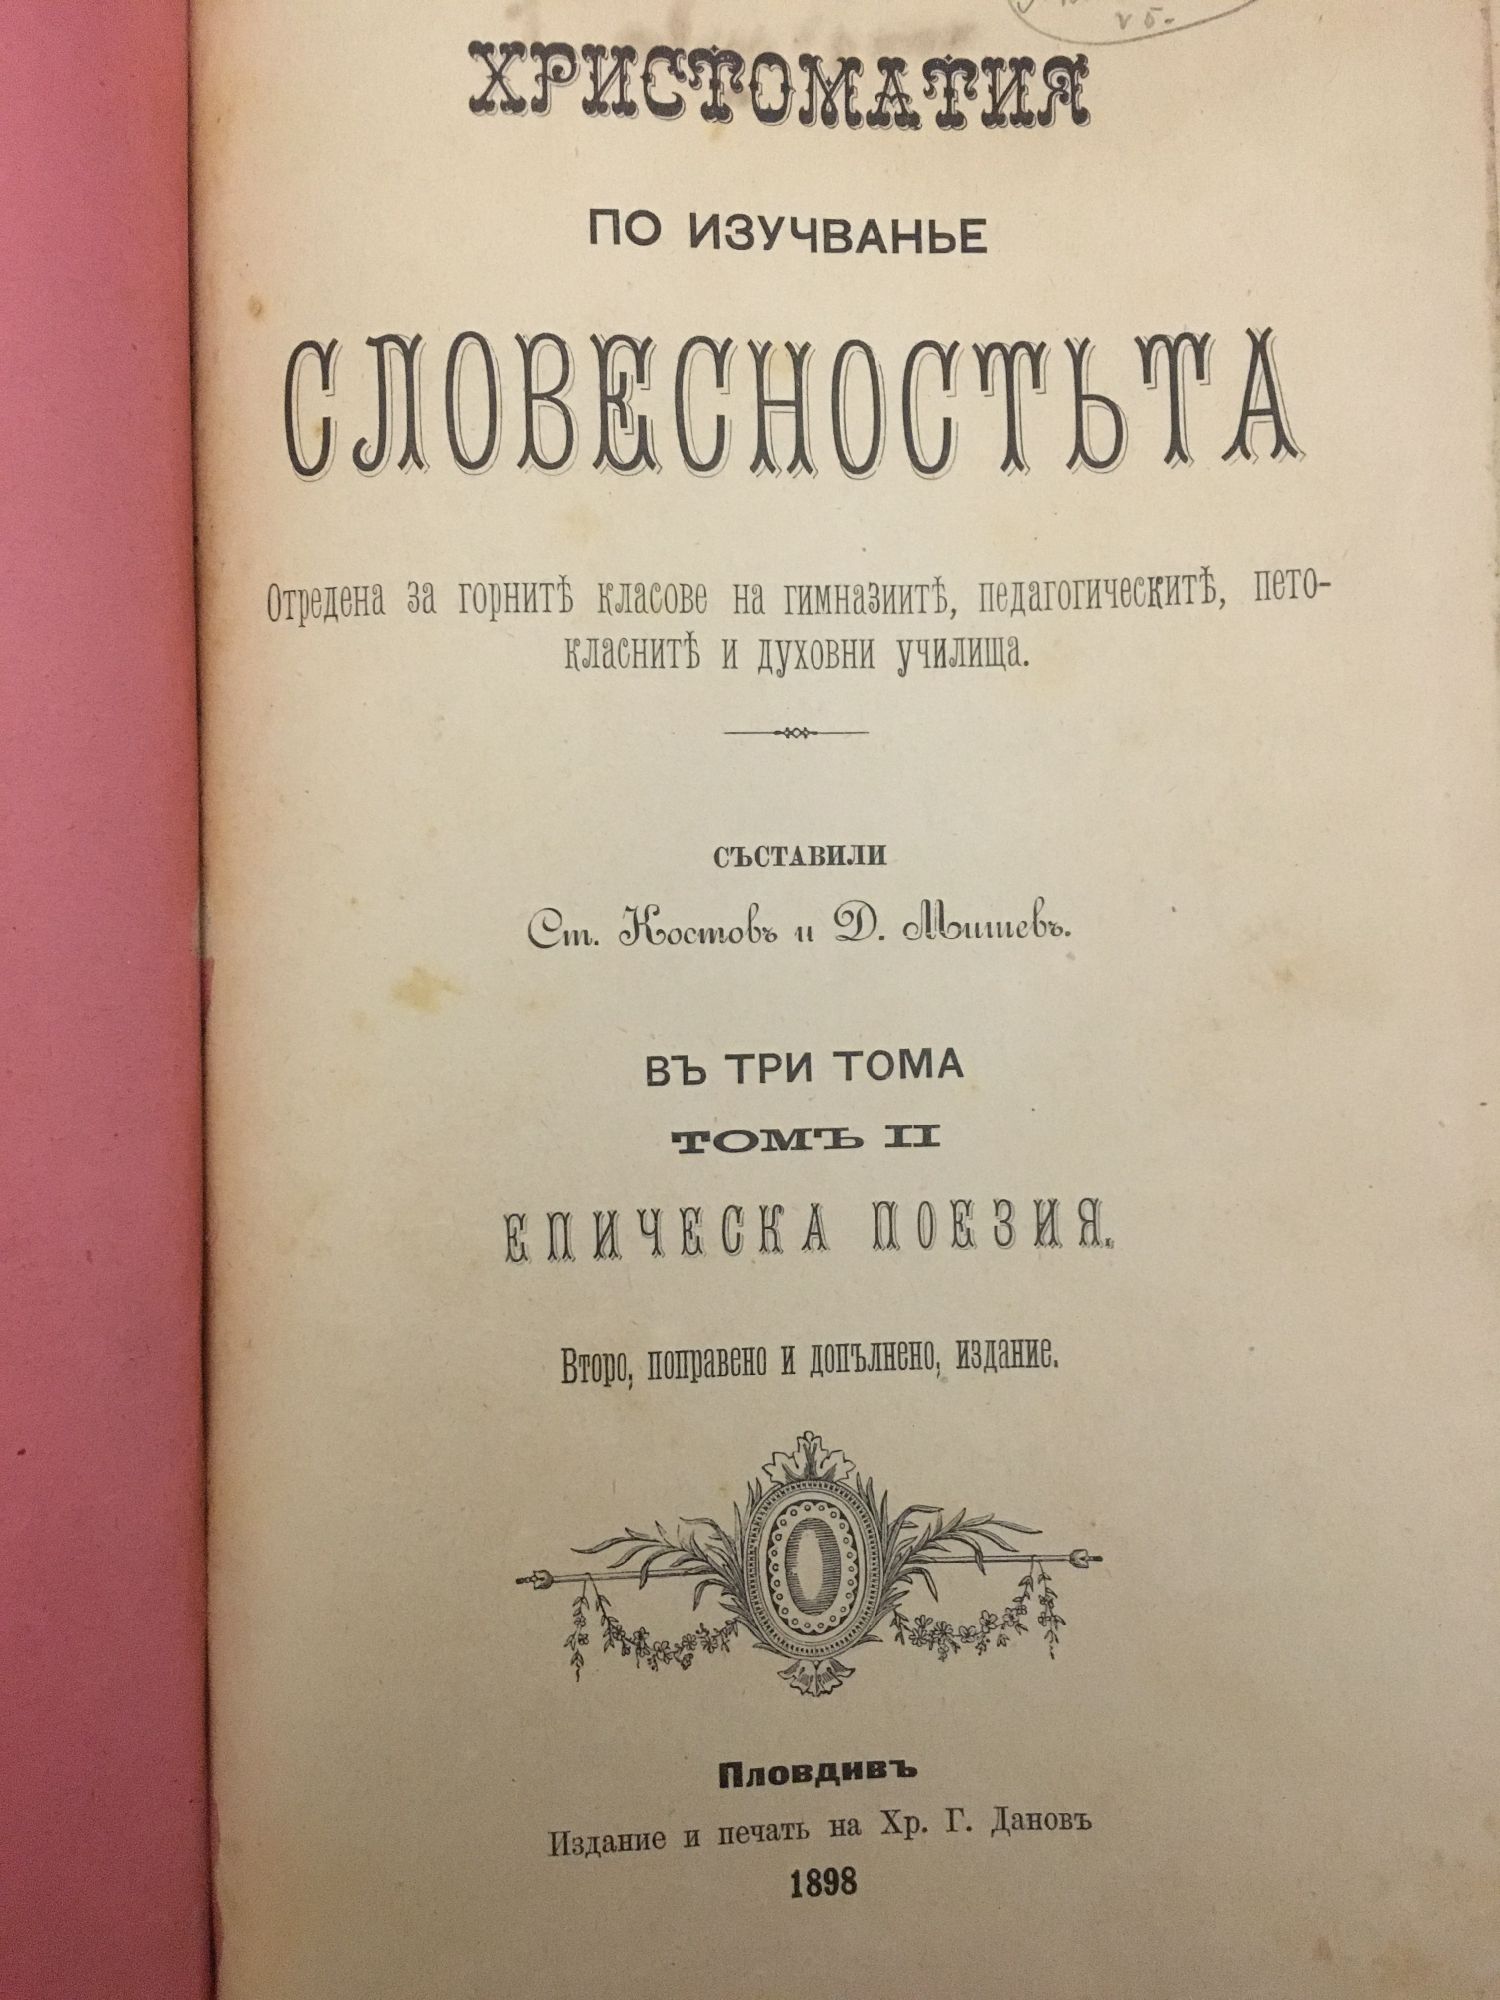 ХРИСТОМАТИЯ
ПО ИЗУЧВАНЬЕ
СЛОВЕСНОСТЬТА
Отредена за горнитѣ класове на гимназиитѣ, педагогическитѣ, пето-
класнитѣ и духовни училища.
СЪСТАВИЛИ
Ст. Костовъ и Д. Мишевъ.
ВЪ ТРИ ТОМА
ТОМЪ II
ЕПИЧЕСКА ПОЕЗИЯ.
Второ, поправено и допълнено, издание.
Пловдивъ
Издание и печать на Хр. Г. Дановъ
1898